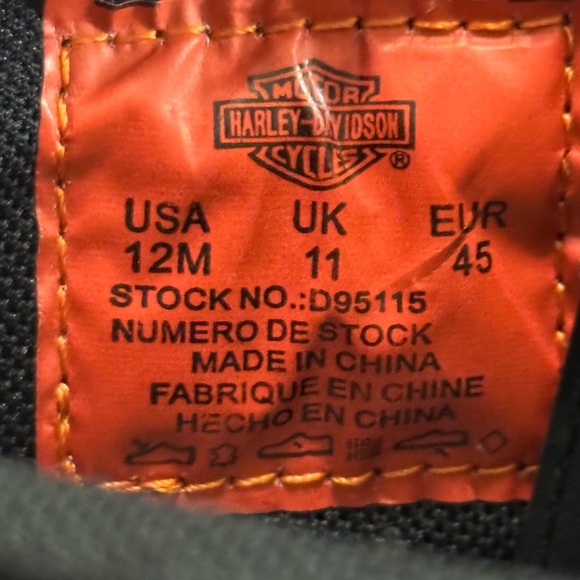 MOTOR
HARLEY-DAVIDSON
CYCLES ®
USA UK EUR
12M 11 45
STOCK NO.:D95115
NUMERO DE STOCK
MADE IN CHINA
FABRIQUE EN CHINE
HECHO EN CHINA